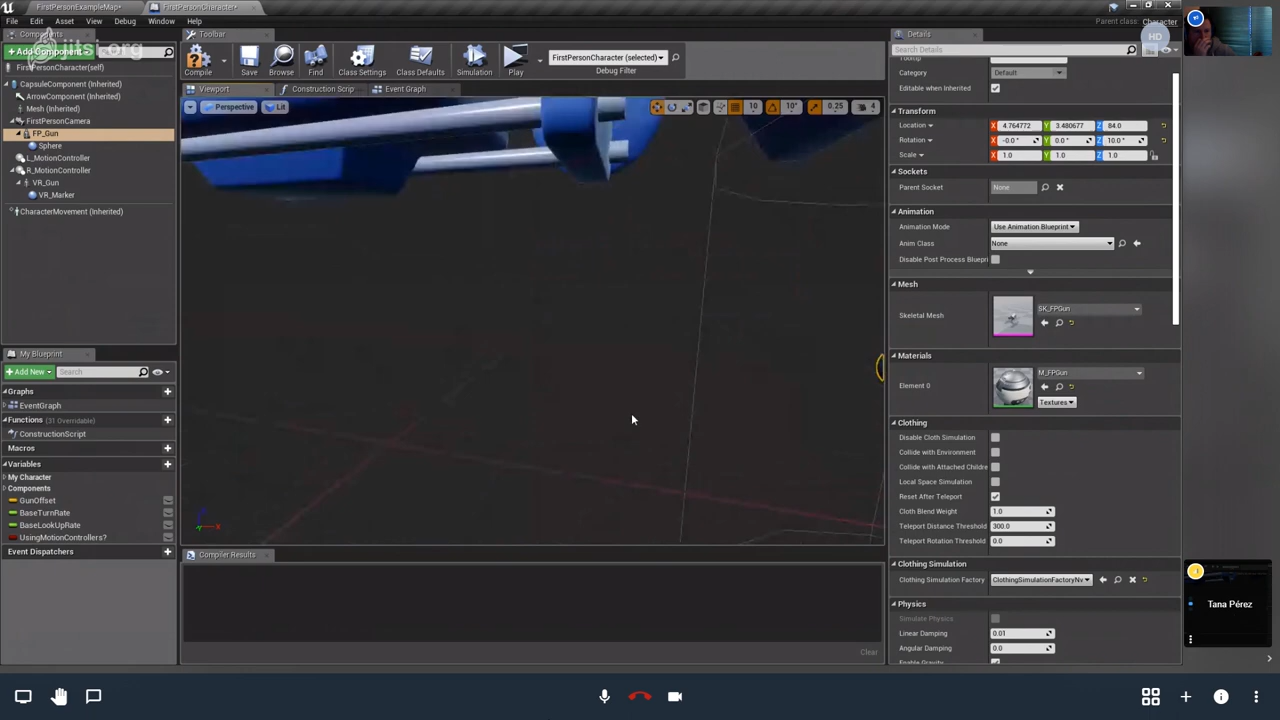 FirstPersonExampleMap*
FirstPersonCharacter*
File
Asset
View
Debug
Window
Help
Parent class: Character
Components
Toolbar
Details
jitsi.org
+ Add Component
FirstPersonCharacter(self)
CapsuleComponent (Inherited)
ArrowComponent (Inherited)
Mesh (Inherited)
FirstPersonCamera
FP_Gun
Sphere
L_MotionController
R_MotionController
VR_Gun
VR_Marker
CharacterMovement (Inherited)
Compile
Save
Browse
Find
Class Settings
Class Defaults
Simulation
Play
FirstPersonCharacter (selected)
Debug Filter
Viewport
Construction Scrip
Event Graph
Perspective
Lit
10
10°
0.25
4
X
My Blueprint
+Add New
Search
Graphs
EventGraph
Functions (31 Overridable)
ConstructionScript
Macros
Variables
My Character
Components
GunOffset
BaseTurnRate
BaseLookUpRate
UsingMotionControllers?
Event Dispatchers
Compiler Results
Clear
Search Details
Tooltip
Category Default
Editable when Inherited
Transform
Location X 4.764772 Y 3.480677 Z 84.0
Rotation X -0.0 ° Y 0.0 ° Z 10.0 °
Scale X 1.0 Y 1.0 Z 1.0
Sockets
Parent Socket None
Animation
Animation Mode Use Animation Blueprint
Anim Class None
Disable Post Process Bluepri
Mesh
Skeletal Mesh SK_FPGun
Materials
Element 0 M_FPGun
Textures
Clothing
Disable Cloth Simulation
Collide with Environment
Collide with Attached Childre
Local Space Simulation
Reset After Teleport
Cloth Blend Weight 1.0
Teleport Distance Threshold 300.0
Teleport Rotation Threshold 0.0
Clothing Simulation
Clothing Simulation Factory ClothingSimulationFactoryNv
Physics
Simulate Physics
Linear Damping 0.01
Angular Damping 0.0
Enable Gravity
HD
Tana Pérez